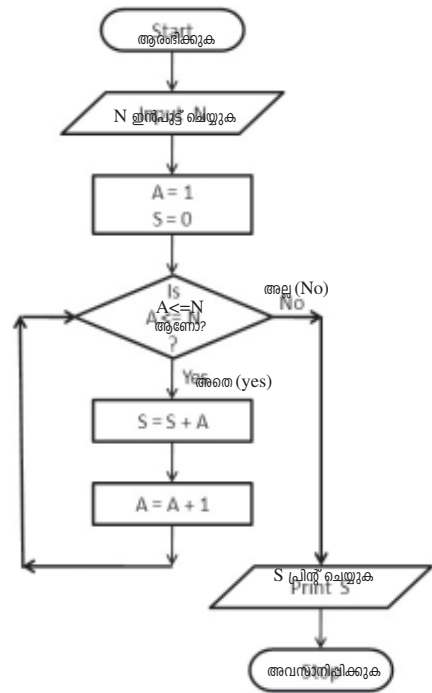 Start
ആരംഭിക്കുക
Input N
N ഇൻപുട്ട് ചെയ്യുക
A = 1
S = 0
Is
A <= N
?
A<=N
ആണോ?
അല്ല (No)
No
Yes
അതെ (yes)
S = S + A
A = A + 1
S പ്രിന്റ് ചെയ്യുക
Print S
Stop
അവസാനിപ്പിക്കുക